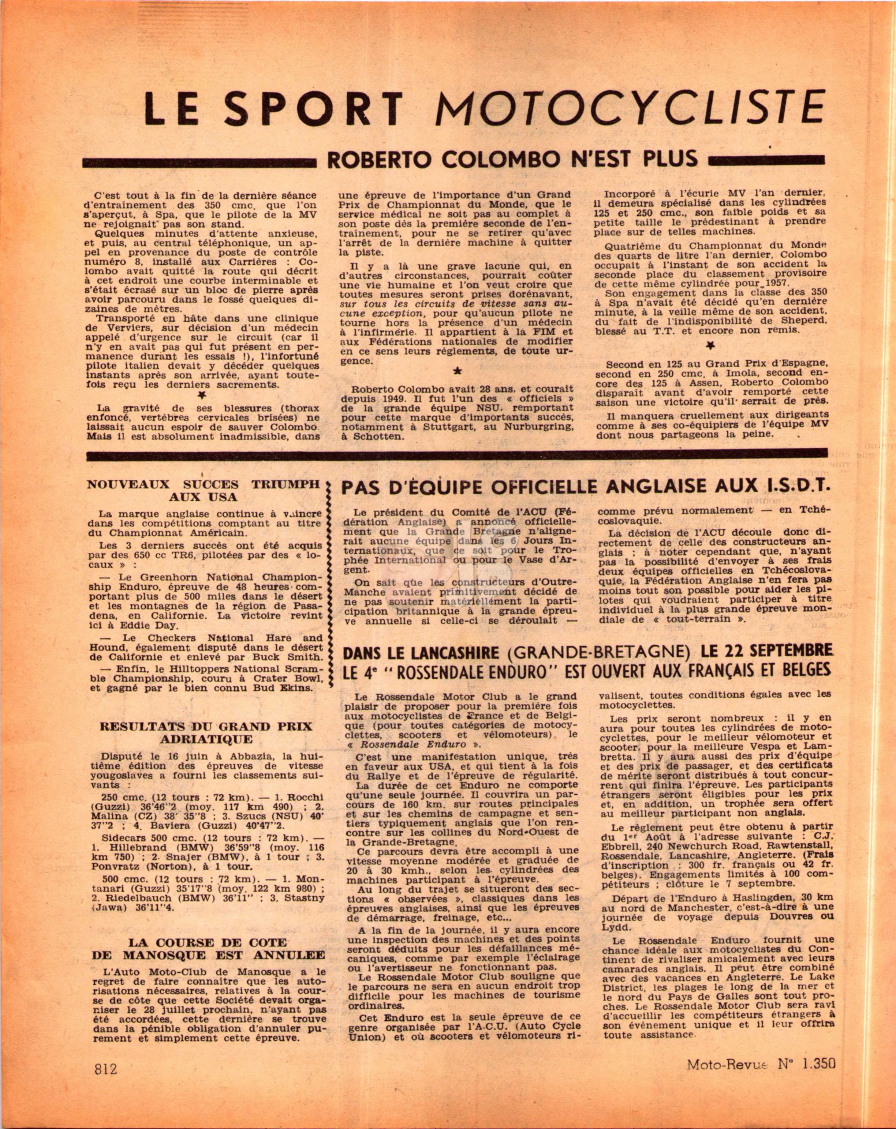 LE SPORT MOTOCYCLISTE
ROBERTO COLOMBO N'EST PLUS
C'est tout à la fin de la dernière séance
d'entraînement des 350 cmc, que l'on
s'aperçut, à Spa, que le pilote de la MV
ne rejoignait pas son stand.
Quelques minutes d'attente anxieuse,
et puis, au central téléphonique, un ap-
pel en provenance du poste de contrôle
numéro 8, installé aux Carrières : Co-
lombo avait quitté la route qui décrit
à cet endroit une courbe interminable et
s'était écrasé sur un bloc de pierre après
avoir parcouru dans le fossé quelques di-
zaines de mètres.
Transporté en hâte dans une clinique
de Verviers, sur décision d'un médecin
appelé d'urgence sur le circuit (car il
n'y en avait pas qui fut présent en per-
manence durant les essais !), l'infortuné
pilote italien devait y décéder quelques
instants après son arrivée, ayant toute-
fois reçu les derniers sacrements.
★
La gravité de ses blessures (thorax
enfoncé, vertèbres cervicales brisées) ne
laissait aucun espoir de sauver Colombo.
Mais il est absolument inadmissible, dans
une épreuve de l'importance d'un Grand
Prix de Championnat du Monde, que le
service médical ne soit pas au complet à
son poste dès la première seconde de l'en-
traînement, pour ne se retirer qu'avec
l'arrêt de la dernière machine à quitter
la piste.
Il y a là une grave lacune qui, en
d'autres circonstances, pourrait coûter
une vie humaine et l'on veut croire que
toutes mesures seront prises dorénavant,
sur tous les circuits de vitesse sans au-
cune exception, pour qu'aucun pilote ne
tourne hors la présence d'un médecin
à l'infirmerie. Il appartient à la FIM et
aux Fédérations nationales de modifier
en ce sens leurs règlements, de toute ur-
gence.
★
Roberto Colombo avait 28 ans, et courait
depuis 1949. Il fut l'un des « officiels »
de la grande équipe NSU, remportant
pour cette marque d'importants succès,
notamment à Stuttgart, au Nurburgring,
à Schotten.
Incorporé à l'écurie MV l'an dernier,
il demeura spécialisé dans les cylindrées
125 et 250 cmc., son faible poids et sa
petite taille le prédestinant à prendre
place sur de telles machines.
Quatrième du Championnat du Monde
des quarts de litre l'an dernier, Colombo
occupait à l'instant de son accident la
seconde place du classement provisoire
de cette même cylindrée pour 1957.
Son engagement dans la classe des 350
à Spa n'avait été décidé qu'en dernière
minute, à la veille même de son accident,
du fait de l'indisponibilité de Sheperd,
blessé au T.T. et encore non remis.
★
Second en 125 au Grand Prix d'Espagne,
second en 250 cmc, à Imola, second en-
core des 125 à Assen, Roberto Colombo
disparaît avant d'avoir remporté cette
saison une victoire qu'il serrait de près.
Il manquera cruellement aux dirigeants
comme à ses co-équipiers de l'équipe MV
dont nous partageons la peine.
NOUVEAUX SUCCES TRIUMPH
AUX USA
La marque anglaise continue à vaincre
dans les compétitions comptant au titre
du Championnat Américain.
Les 3 derniers succès ont été acquis
par des 650 cc TR6, pilotées par des « lo-
caux » :
— Le Greenhorn National Champion-
ship Enduro, épreuve de 48 heures com-
portant plus de 500 miles dans le désert
et les montagnes de la région de Pasa-
dena, en Californie. La victoire revint
ici à Eddie Day.
— Le Checkers National Hare and
Hound, également disputé dans le désert
de Californie et enlevé par Buck Smith.
— Enfin, le Hilltoppers National Scram-
ble Championship, couru à Crater Bowl,
et gagné par le bien connu Bud Ekins.
RESULTATS DU GRAND PRIX
ADRIATIQUE
Disputé le 16 juin à Abbazia, la hui-
tième édition des épreuves de vitesse
yougoslaves a fourni les classements sui-
vants :
250 cmc. (12 tours : 72 km). — 1. Rocchi
(Guzzi) 36'46"2 (moy. 117 km 490) ; 2.
Malina (CZ) 38' 35"8 ; 3. Szucs (NSU) 40'
37"2 ; 4. Baviera (Guzzi) 40'47"2.
Sidecars 500 cmc. (12 tours : 72 km). —
1. Hillebrand (BMW) 36'59"8 (moy. 116
km 750) ; 2. Snajer (BMW), à 1 tour ; 3.
Ponvratz (Norton), à 1 tour.
500 cmc. (12 tours : 72 km). — 1. Mon-
tanari (Guzzi) 35'17"8 (moy. 122 km 980) ;
2. Riedelbauch (BMW) 36'11" ; 3. Stastny
(Jawa) 36'11"4.
LA COURSE DE COTE
DE MANOSQUE EST ANNULEE
L'Auto Moto-Club de Manosque a le
regret de faire connaître que les auto-
risations nécessaires, relatives à la cour-
se de côte que cette Société devait orga-
niser le 28 juillet prochain, n'ayant pas
été accordées, cette dernière se trouve
dans la pénible obligation d'annuler pu-
rement et simplement cette épreuve.
PAS D'ÉQUIPE OFFICIELLE ANGLAISE AUX I.S.D.T.
Le président du Comité de l'ACU (Fé-
dération Anglaise) a annoncé officielle-
ment que la Grande Bretagne n'aligne-
rait aucune équipe dans les 6 Jours In-
ternationaux, que ce soit pour le Tro-
phée International ou pour le Vase d'Ar-
gent.
On sait que les constructeurs d'Outre-
Manche avaient primitivement décidé de
ne pas soutenir matériellement la parti-
cipation britannique à la grande épreu-
ve annuelle si celle-ci se déroulait —
comme prévu normalement — en Tché-
coslovaquie.
La décision de l'ACU découle donc di-
rectement de celle des constructeurs an-
glais ; à noter cependant que, n'ayant
pas la possibilité d'envoyer à ses frais
deux équipes officielles en Tchécoslova-
quie, la Fédération Anglaise n'en fera pas
moins tout son possible pour aider les pi-
lotes qui voudraient participer à titre
individuel à la plus grande épreuve mon-
diale de « tout-terrain ».
DANS LE LANCASHIRE (GRANDE-BRETAGNE) LE 22 SEPTEMBRE
LE 4e “ ROSSENDALE ENDURO” EST OUVERT AUX FRANÇAIS ET BELGES
Le Rossendale Motor Club a le grand
plaisir de proposer pour la première fois
aux motocyclistes de France et de Belgi-
que (pour toutes catégories de motocy-
clettes, scooters et vélomoteurs), le
« Rossendale Enduro ».
C'est une manifestation unique, très
en faveur aux USA, et qui tient à la fois
du Rallye et de l'épreuve de régularité.
La durée de cet Enduro ne comporte
qu'une seule journée. Il couvrira un par-
cours de 160 km. sur routes principales
et sur les chemins de campagne et sen-
tiers typiquement anglais que l'on ren-
contre sur les collines du Nord-Ouest de
la Grande-Bretagne.
Ce parcours devra être accompli à une
vitesse moyenne modérée et graduée de
20 à 30 kmh., selon les cylindrées des
machines participant à l'épreuve.
Au long du trajet se situeront des sec-
tions « observées », classiques dans les
épreuves anglaises, ainsi que les épreuves
de démarrage, freinage, etc...
A la fin de la journée, il y aura encore
une inspection des machines et des points
seront déduits pour les défaillances mé-
caniques, comme par exemple l'éclairage
ou l'avertisseur ne fonctionnant pas.
Le Rossendale Motor Club souligne que
le parcours ne sera en aucun endroit trop
difficile pour les machines de tourisme
ordinaires.
Cet Enduro est la seule épreuve de ce
genre organisée par l'A.C.U. (Auto Cycle
Union) et où scooters et vélomoteurs ri-
valisent, toutes conditions égales avec les
motocyclettes.
Les prix seront nombreux : il y en
aura pour toutes les cylindrées de moto-
cyclettes, pour le meilleur vélomoteur et
scooter, pour la meilleure Vespa et Lam-
bretta. Il y aura aussi des prix d'équipe
et des prix de passager, et des certificats
de mérite seront distribués à tout concur-
rent qui finira l'épreuve. Les participants
étrangers seront éligibles pour les prix
et, en addition, un trophée sera offert
au meilleur participant non anglais.
Le règlement peut être obtenu à partir
du 1er Août à l'adresse suivante : C.J.
Ebbrell, 240 Newchurch Road, Rawtenstall,
Rossendale, Lancashire, Angleterre. (Frais
d'inscription : 300 fr. français ou 42 fr.
belges). Engagements limités à 100 com-
pétiteurs ; clôture le 7 septembre.
Départ de l'Enduro à Haslingden, 30 km
au nord de Manchester, c'est-à-dire à une
journée de voyage depuis Douvres ou
Lydd.
Le Rossendale Enduro fournit une
chance idéale aux motocyclistes du Con-
tinent de rivaliser amicalement avec leurs
camarades anglais. Il peut être combiné
avec des vacances en Angleterre. Le Lake
District, les plages le long de la mer et
le nord du Pays de Galles sont tout pro-
ches. Le Rossendale Motor Club sera ravi
d'accueillir les compétiteurs étrangers à
son événement unique et il leur offrira
toute assistance.
812
Moto-Revue N° 1.350